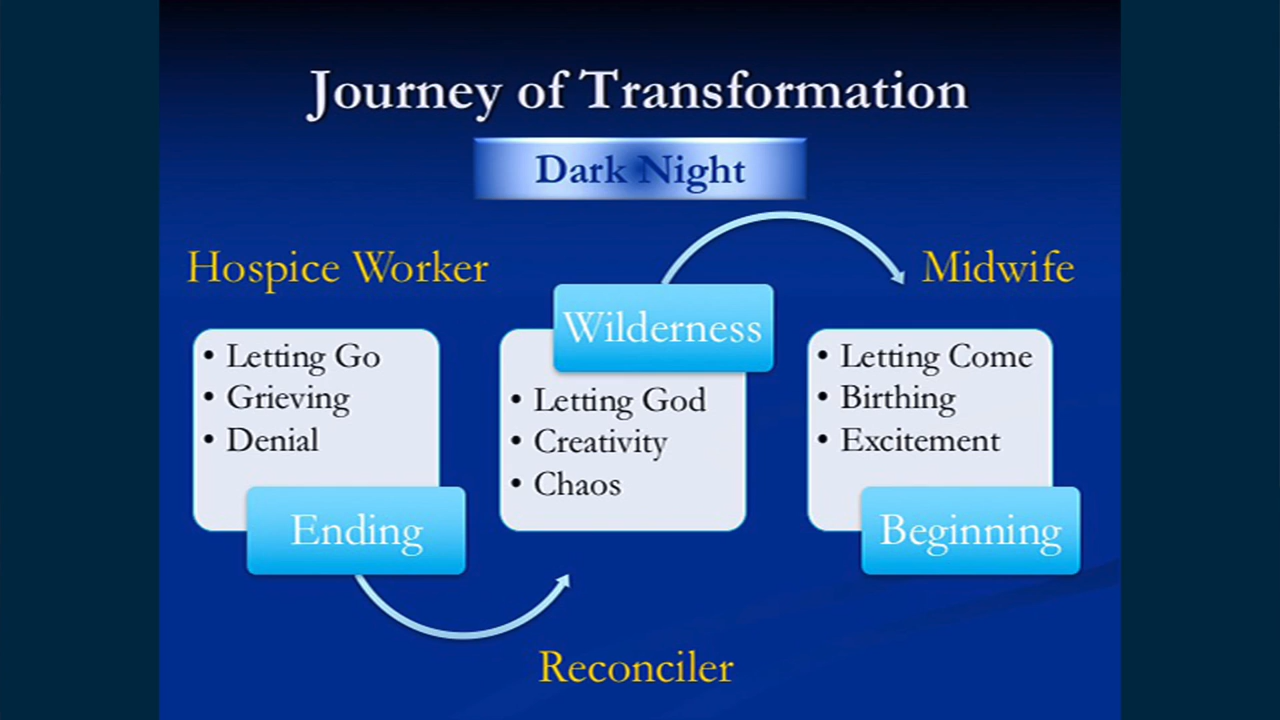 Journey of Transformation
Dark Night
Hospice Worker
• Letting Go
• Grieving
• Denial
Ending
Wilderness
• Letting God
• Creativity
• Chaos
Reconciler
Midwife
• Letting Come
• Birthing
• Excitement
Beginning